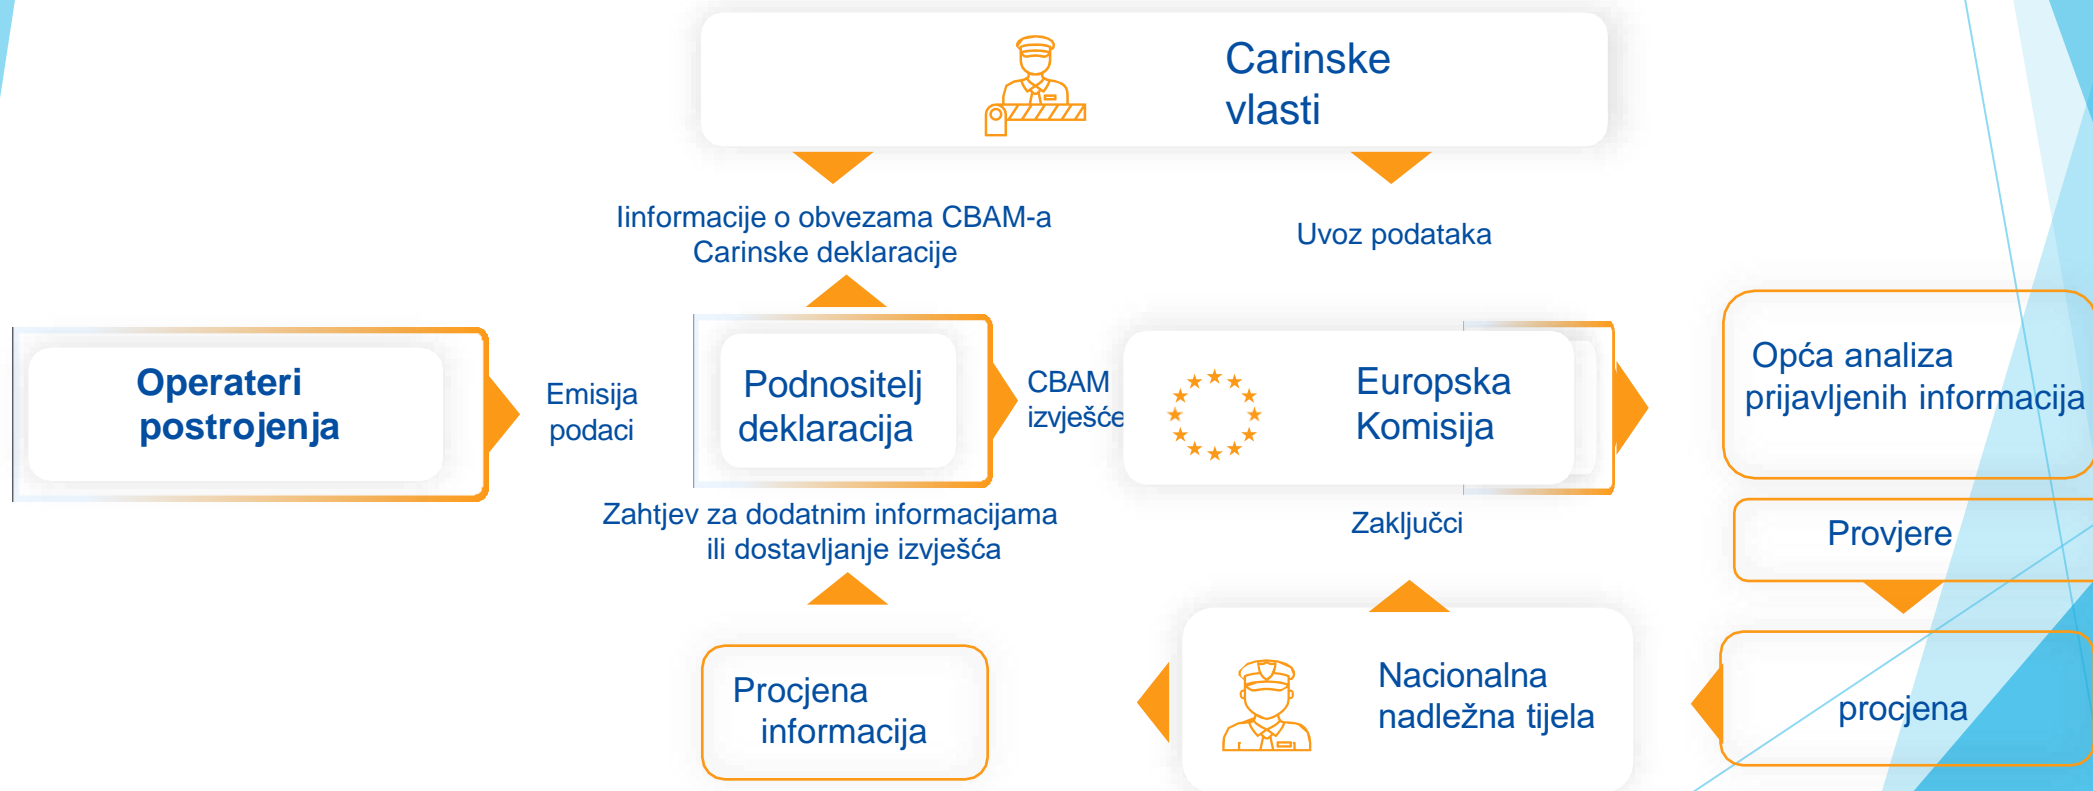 Carinske
vlasti
Iinformacije o obvezama CBAM-a
Carinske deklaracije
Uvoz podataka
Operateri
postrojenja
Emisija
podaci
Podnositelj
deklaracija
CBAM
izvješće
Europska
Komisija
Opća analiza
prijavljenih informacija
Zahtjev za dodatnim informacijama
ili dostavljanje izvješća
Zaključci
Provjere
Procjena
informacija
Nacionalna
nadležna tijela
procjena